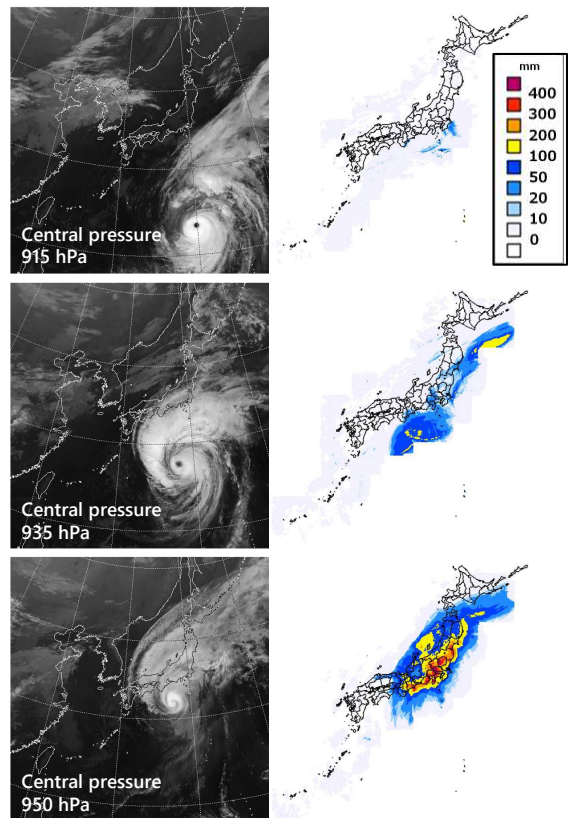 Central pressure
915 hPa
mm
400
300
200
100
50
20
10
0
Central pressure
935 hPa
Central pressure
950 hPa